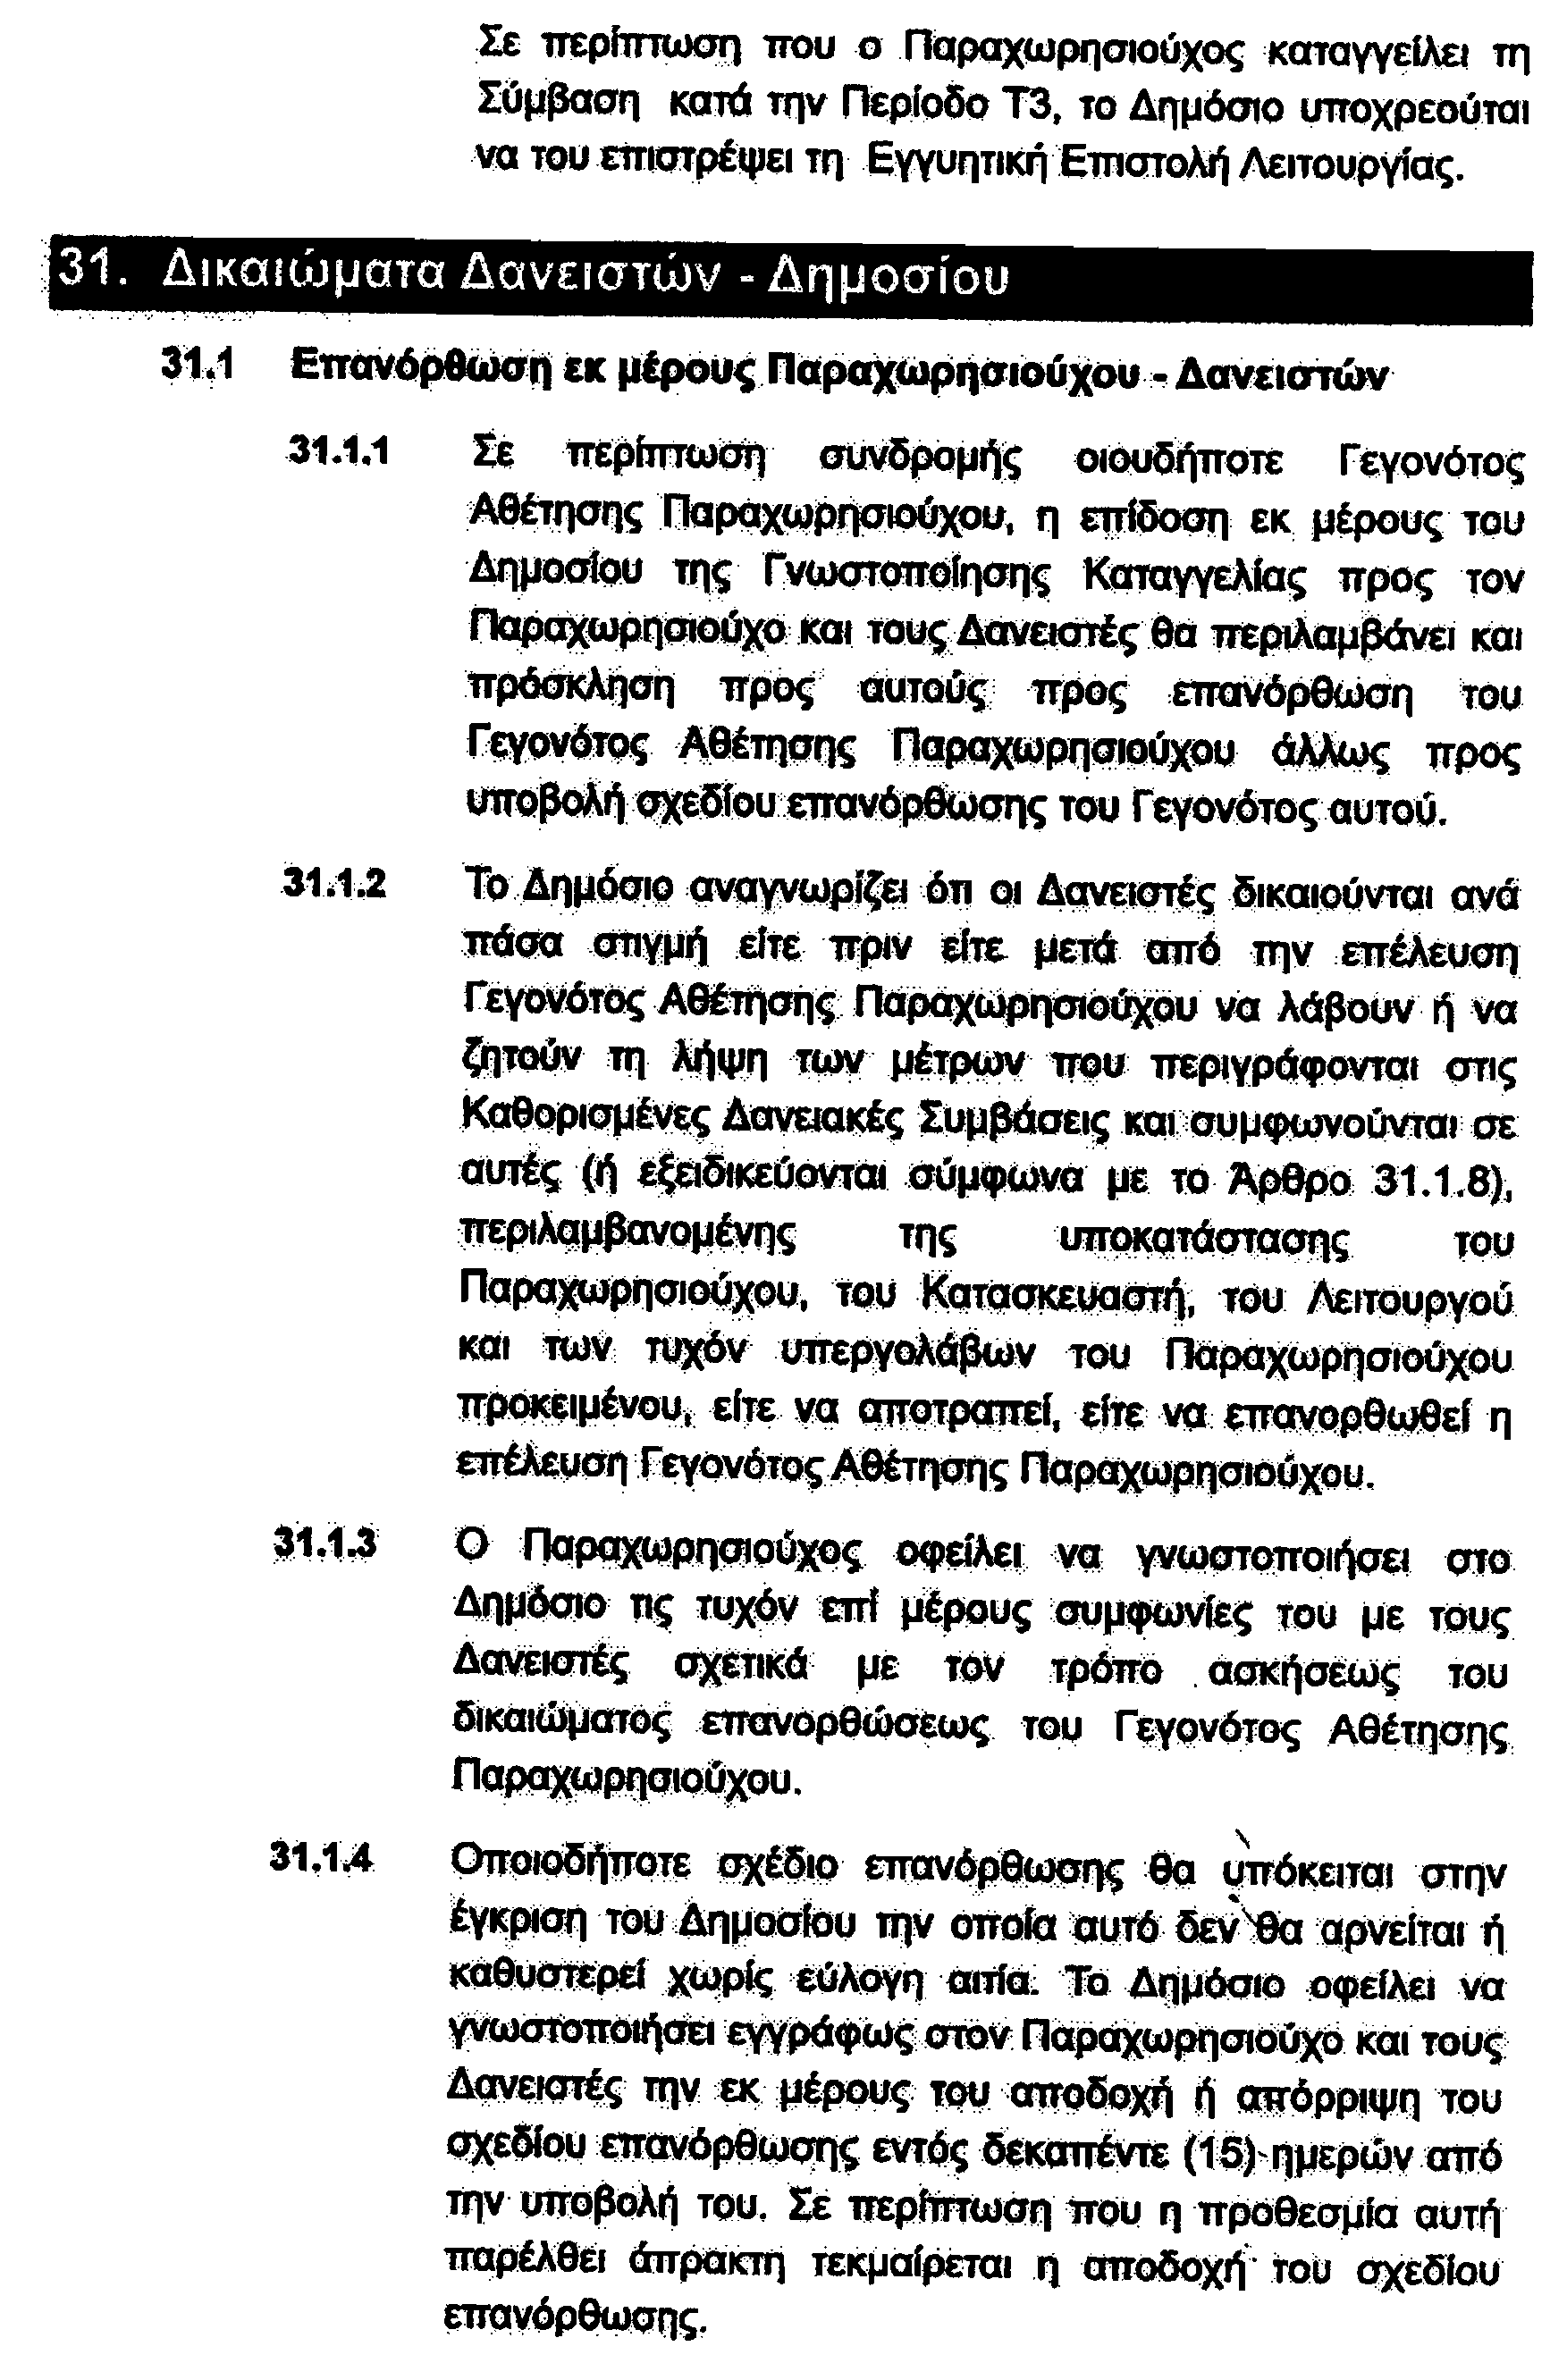 Σε περίπτωση που ο Παραχωρησιούχος καταγγείλει τη
Σύμβαση κατά την Περίοδο Τ3, το Δημόσιο υποχρεούται
να του επιστρέψει τη Εγγυητική Επιστολή Λειτουργίας.
31. Δικαιώματα Δανειστών - Δημοσίου
31.1 Επανόρθωση εκ μέρους Παραχωρησιούχου - Δανειστών
31.1.1 Σε περίπτωση συνδρομής οιουδήποτε Γεγονότος
Αθέτησης Παραχωρησιούχου, η επίδοση εκ μέρους του
Δημοσίου της Γνωστοποίησης Καταγγελίας προς τον
Παραχωρησιούχο και τους Δανειστές θα περιλαμβάνει και
πρόσκληση προς αυτούς προς επανόρθωση του
Γεγονότος Αθέτησης Παραχωρησιούχου άλλως προς
υποβολή σχεδίου επανόρθωσης του Γεγονότος αυτού.
31.1.2 Το Δημόσιο αναγνωρίζει ότι οι Δανειστές δικαιούνται ανά
πάσα στιγμή είτε πριν είτε μετά από την επέλευση
Γεγονότος Αθέτησης Παραχωρησιούχου να λάβουν ή να
ζητούν τη λήψη των μέτρων που περιγράφονται στις
Καθορισμένες Δανειακές Συμβάσεις και συμφωνούνται σε
αυτές (ή εξειδικεύονται σύμφωνα με το Άρθρο 31.1.8),
περιλαμβανομένης της υποκατάστασης του
Παραχωρησιούχου, του Κατασκευαστή, του Λειτουργού
και των τυχόν υπεργολάβων του Παραχωρησιούχου
προκειμένου, είτε να αποτραπεί, είτε να επανορθωθεί η
επέλευση Γεγονότος Αθέτησης Παραχωρησιούχου.
31.1.3 Ο Παραχωρησιούχος οφείλει να γνωστοποιήσει στο
Δημόσιο τις τυχόν επί μέρους συμφωνίες του με τους
Δανειστές σχετικά με τον τρόπο ασκήσεως του
δικαιώματος επανορθώσεως του Γεγονότος Αθέτησης
Παραχωρησιούχου.
31.1.4 Οποιοδήποτε σχέδιο επανόρθωσης θα υπόκειται στην
έγκριση του Δημοσίου την οποία αυτό δεν θα αρνείται ή
καθυστερεί χωρίς εύλογη αιτία. Το Δημόσιο οφείλει να
γνωστοποιήσει εγγράφως στον Παραχωρησιούχο και τους
Δανειστές την εκ μέρους του αποδοχή ή απόρριψη του
σχεδίου επανόρθωσης εντός δεκαπέντε (15) ημερών από
την υποβολή του. Σε περίπτωση που η προθεσμία αυτή
παρέλθει άπρακτη τεκμαίρεται η αποδοχή του σχεδίου
επανόρθωσης.